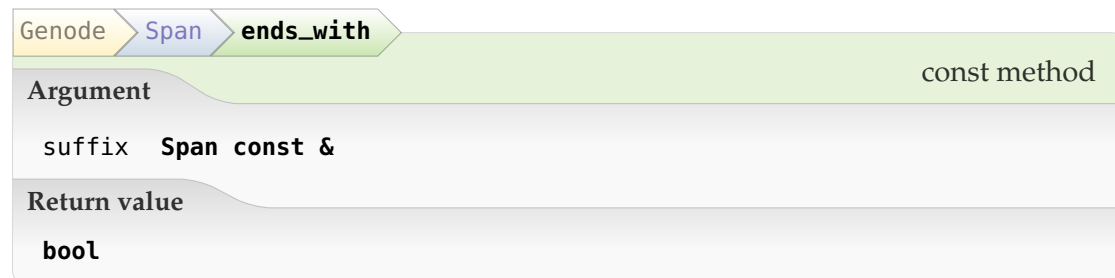 Genode Span ends_with
const method
Argument
suffix Span const &
Return value
bool